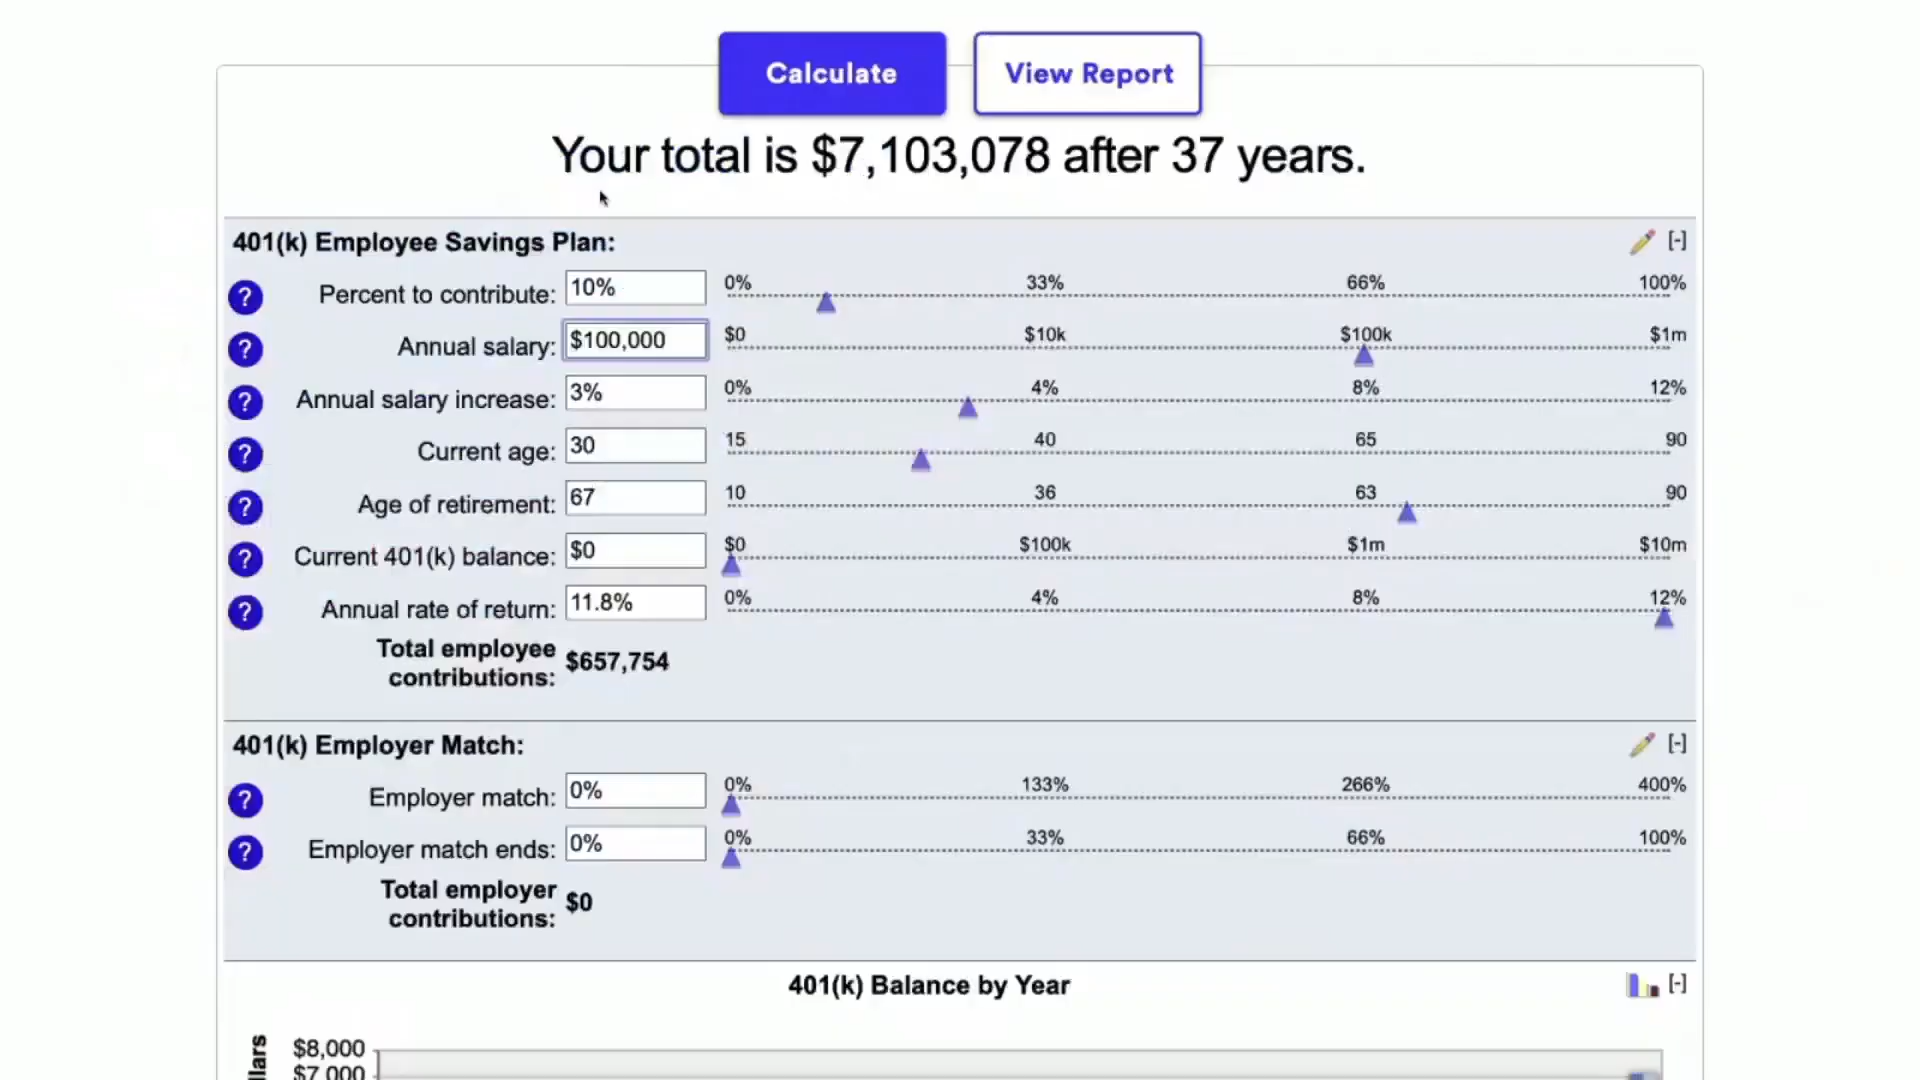 Calculate View Report
Your total is $7,103,078 after 37 years.
401(k) Employee Savings Plan: [-]
? Percent to contribute: 10% 0% 33% 66% 100%
? Annual salary: $100,000 $0 $10k $100k $1m
? Annual salary increase: 3% 0% 4% 8% 12%
? Current age: 30 15 40 65 90
? Age of retirement: 67 10 36 63 90
? Current 401(k) balance: $0 $0 $100k $1m $10m
? Annual rate of return: 11.8% 0% 4% 8% 12%
Total employee
contributions: $657,754
401(k) Employer Match: [-]
? Employer match: 0% 0% 133% 266% 400%
? Employer match ends: 0% 0% 33% 66% 100%
Total employer
contributions: $0
401(k) Balance by Year [-]
$8,000
$7,000